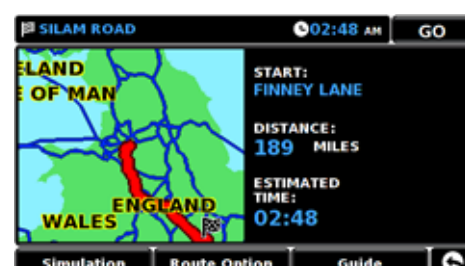 SILAM ROAD
02:48 AM
GO
ELAND
E OF MAN
ENGLAND
WALES
START:
FINNEY LANE
DISTANCE:
189 MILES
ESTIMATED
TIME:
02:48
Simulation
Route Option
Guide